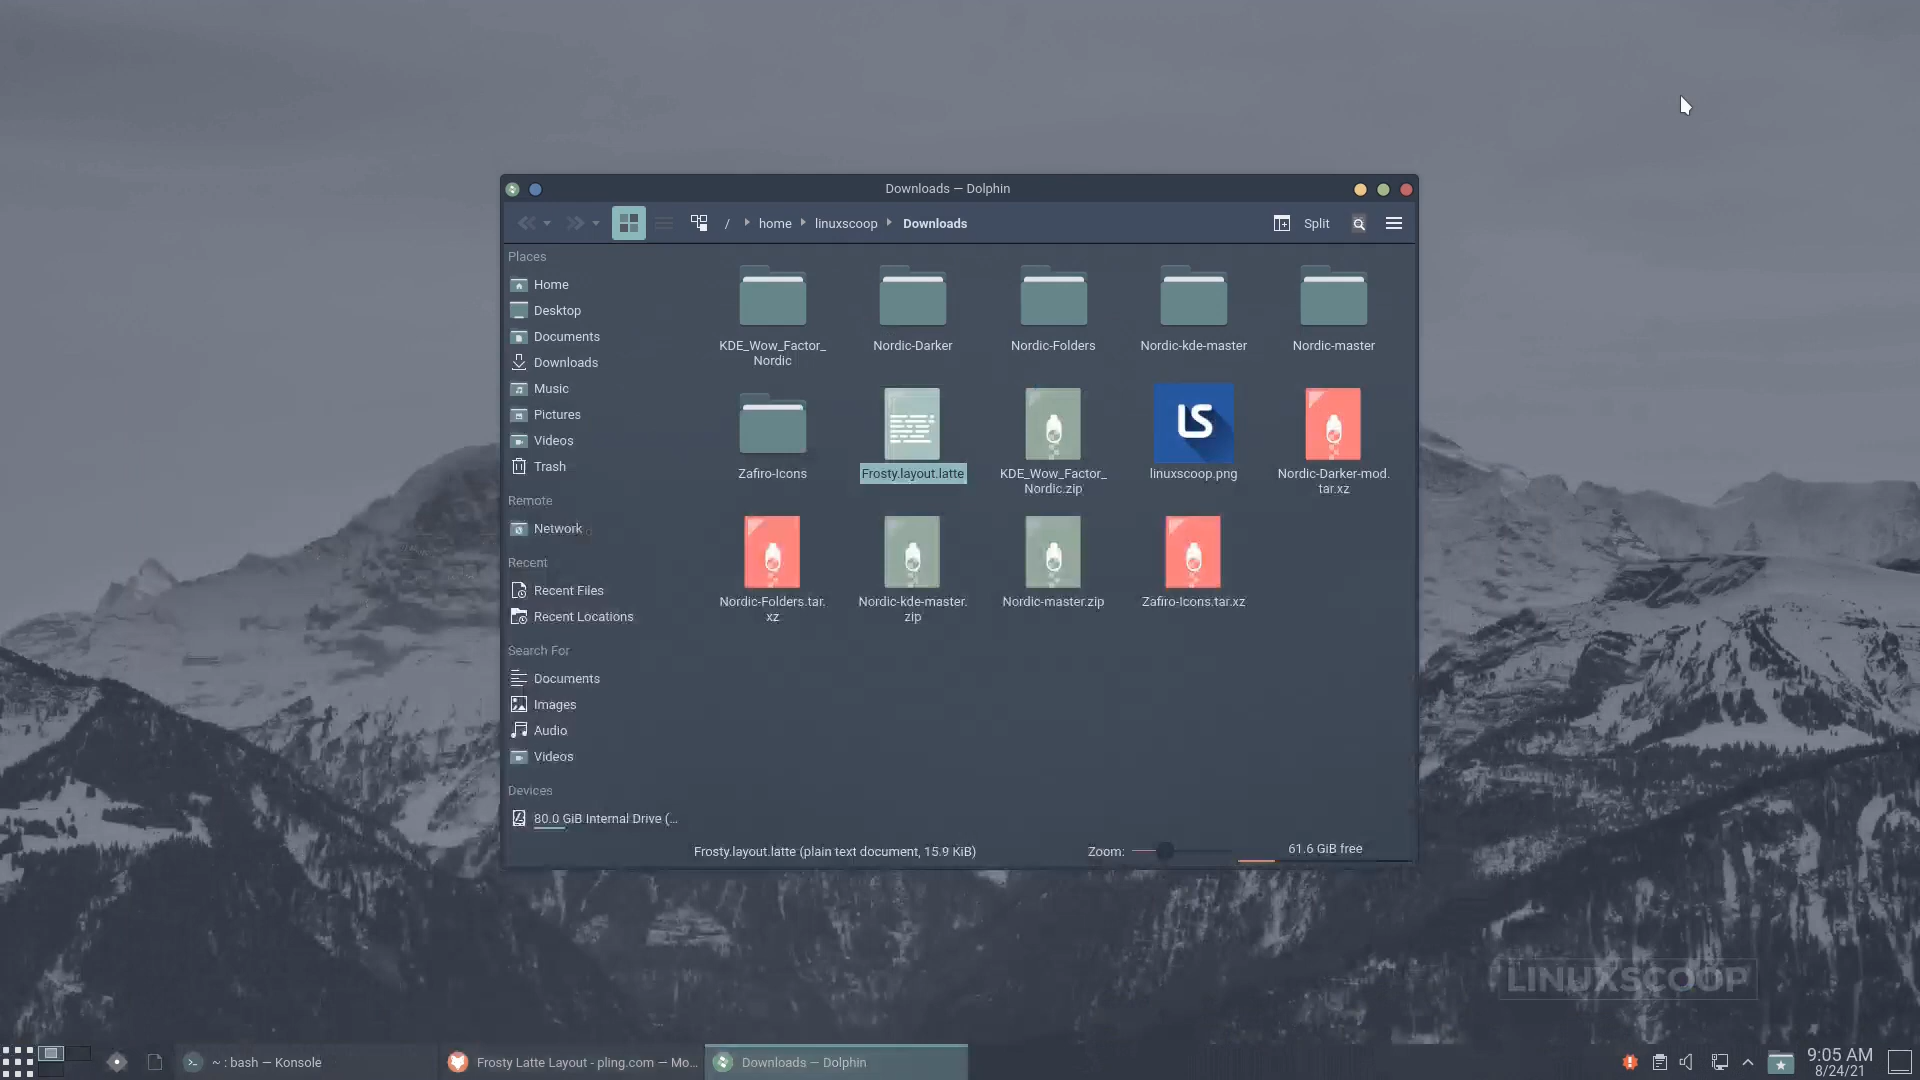 Downloads — Dolphin
/ home linuxscoop Downloads
Split
Places
Home
Desktop
Documents
Downloads
Music
Pictures
Videos
Trash
Remote
Network
Recent
Recent Files
Recent Locations
Search For
Documents
Images
Audio
Videos
Devices
80.0 GiB Internal Drive (...
KDE_Wow_Factor_
Nordic
Nordic-Darker
Nordic-Folders
Nordic-kde-master
Nordic-master
Zafiro-Icons
Frosty.layout.latte
KDE_Wow_Factor_
Nordic.zip
LS
linuxscoop.png
Nordic-Darker-mod.
tar.xz
Nordic-Folders.tar.
xz
Nordic-kde-master.
zip
Nordic-master.zip
Zafiro-Icons.tar.xz
Frosty.layout.latte (plain text document, 15.9 KiB)
Zoom:
61.6 GiB free
LINUXSCOOP
~ : bash — Konsole
Frosty Latte Layout - pling.com — Mo...
Downloads — Dolphin
9:05 AM
8/24/21